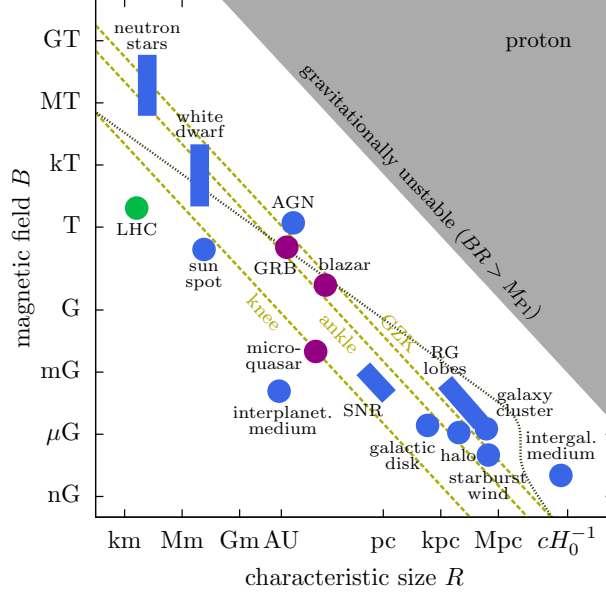 GT
MT
kT
T
G
mG
μG
nG
magnetic field B
neutron
stars
white
dwarf
LHC
sun
spot
AGN
GRB
blazar
micro-
quasar
interplanet.
medium
SNR
RG
lobes
galaxy
cluster
galactic
disk
halo
starburst
wind
intergal.
medium
knee
ankle
GZK
gravitationally unstable (BR > M_Pl)
proton
km
Mm
Gm
AU
pc
kpc
Mpc
cH₀⁻¹
characteristic size R